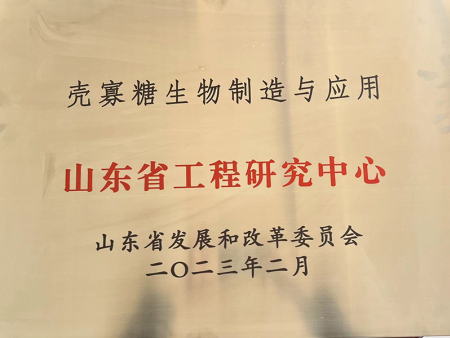 壳寡糖生物制造与应用
山东省工程研究中心
山东省发展和改革委员会
二〇二三年二月